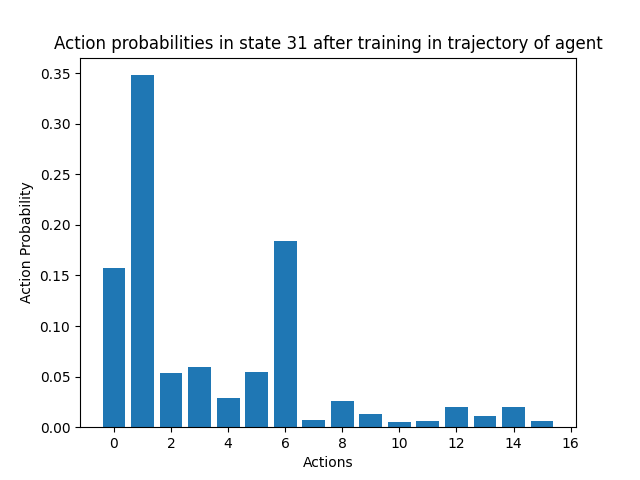 Action probabilities in state 31 after training in trajectory of agent
0.35
0.30
0.25
0.20
0.15
0.10
0.05
0.00
Action Probability
0 2 4 6 8 10 12 14 16
Actions